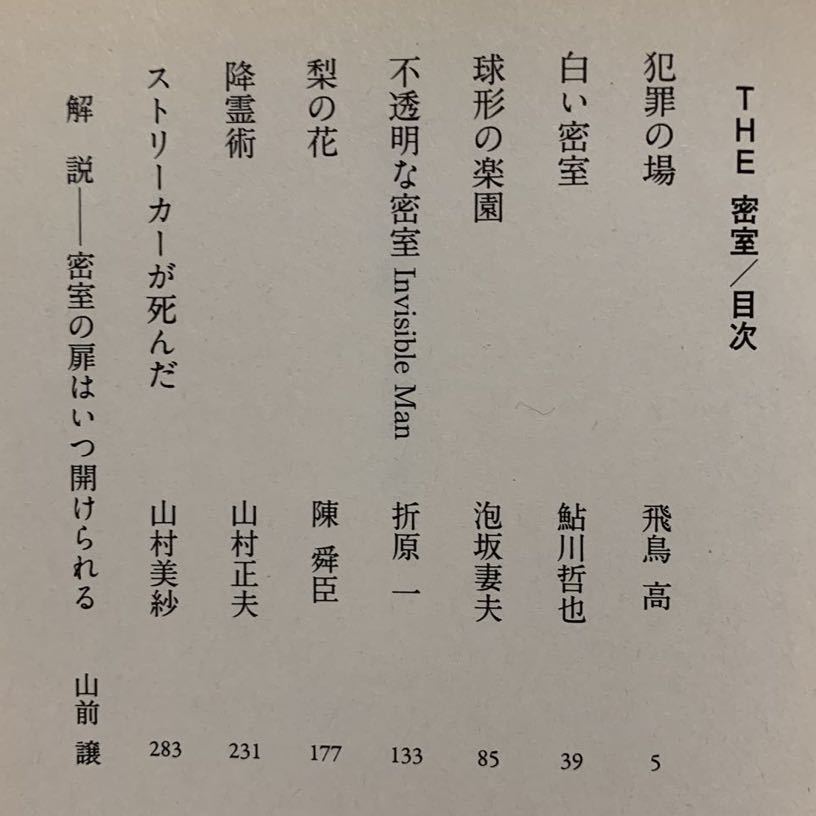 THE 密室/目次
犯罪の場 飛鳥 高 5
白い密室 鮎川哲也 39
球形の楽園 泡坂妻夫 85
不透明な密室 Invisible Man 折原 一 133
梨の花 陳 舜臣 177
降霊術 山村正夫 231
ストリーカーが死んだ 山村美紗 283
解 説——密室の扉はいつ開けられる 山前 譲